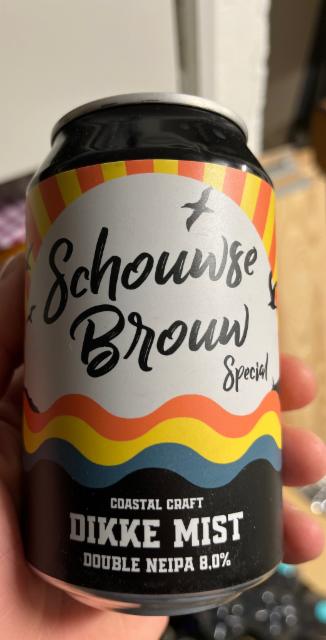 Schouwse
Brouw
Special
COASTAL CRAFT
DIKKE MIST
DOUBLE NEIPA 8,0%